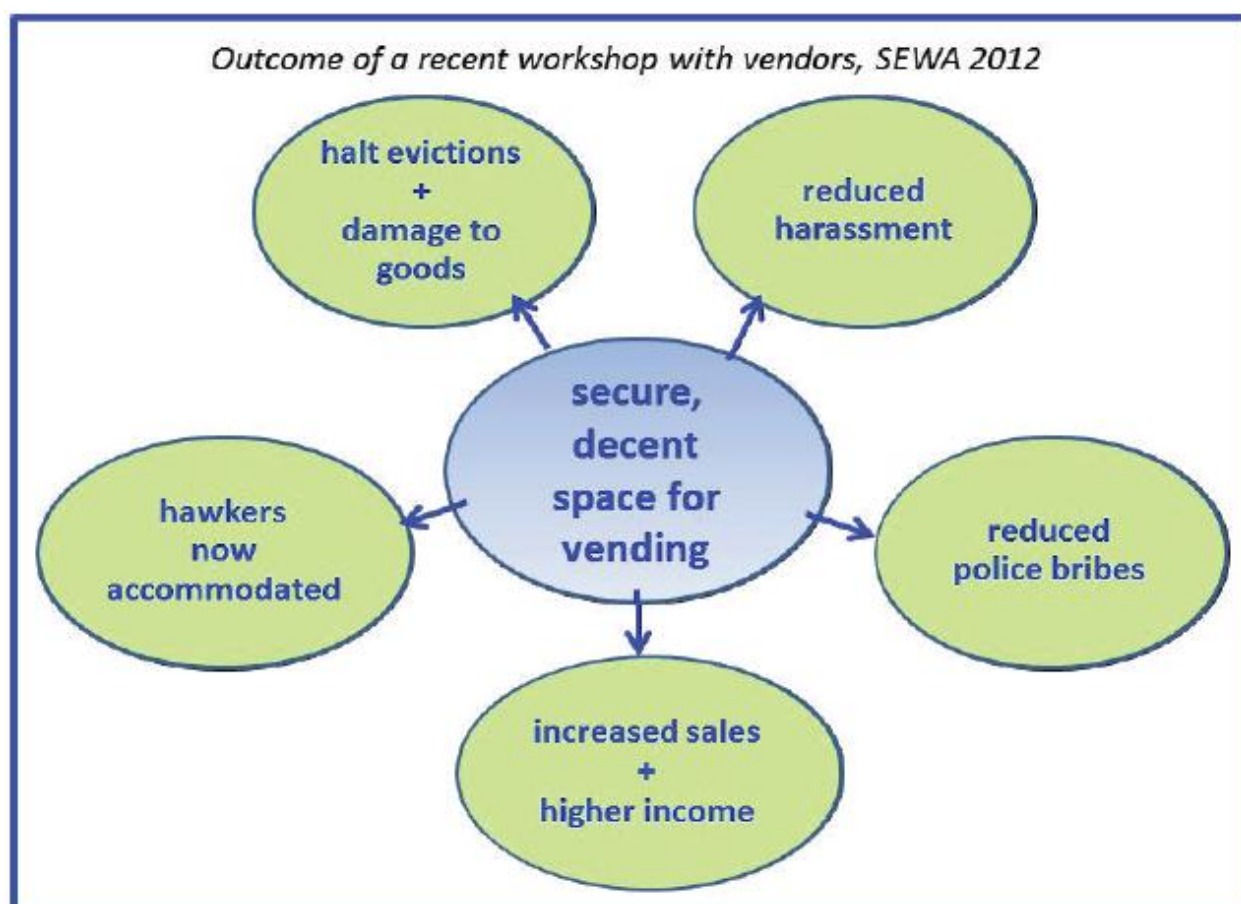 Outcome of a recent workshop with vendors, SEWA 2012
halt evictions
+
damage to
goods
reduced
harassment
secure,
decent
space for
vending
hawkers
now
accommodated
reduced
police bribes
increased sales
+
higher income